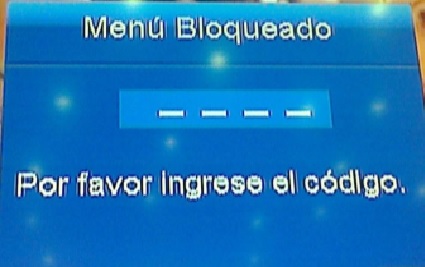 Menú Bloqueado
_ _ _ _
Por favor ingrese el código.